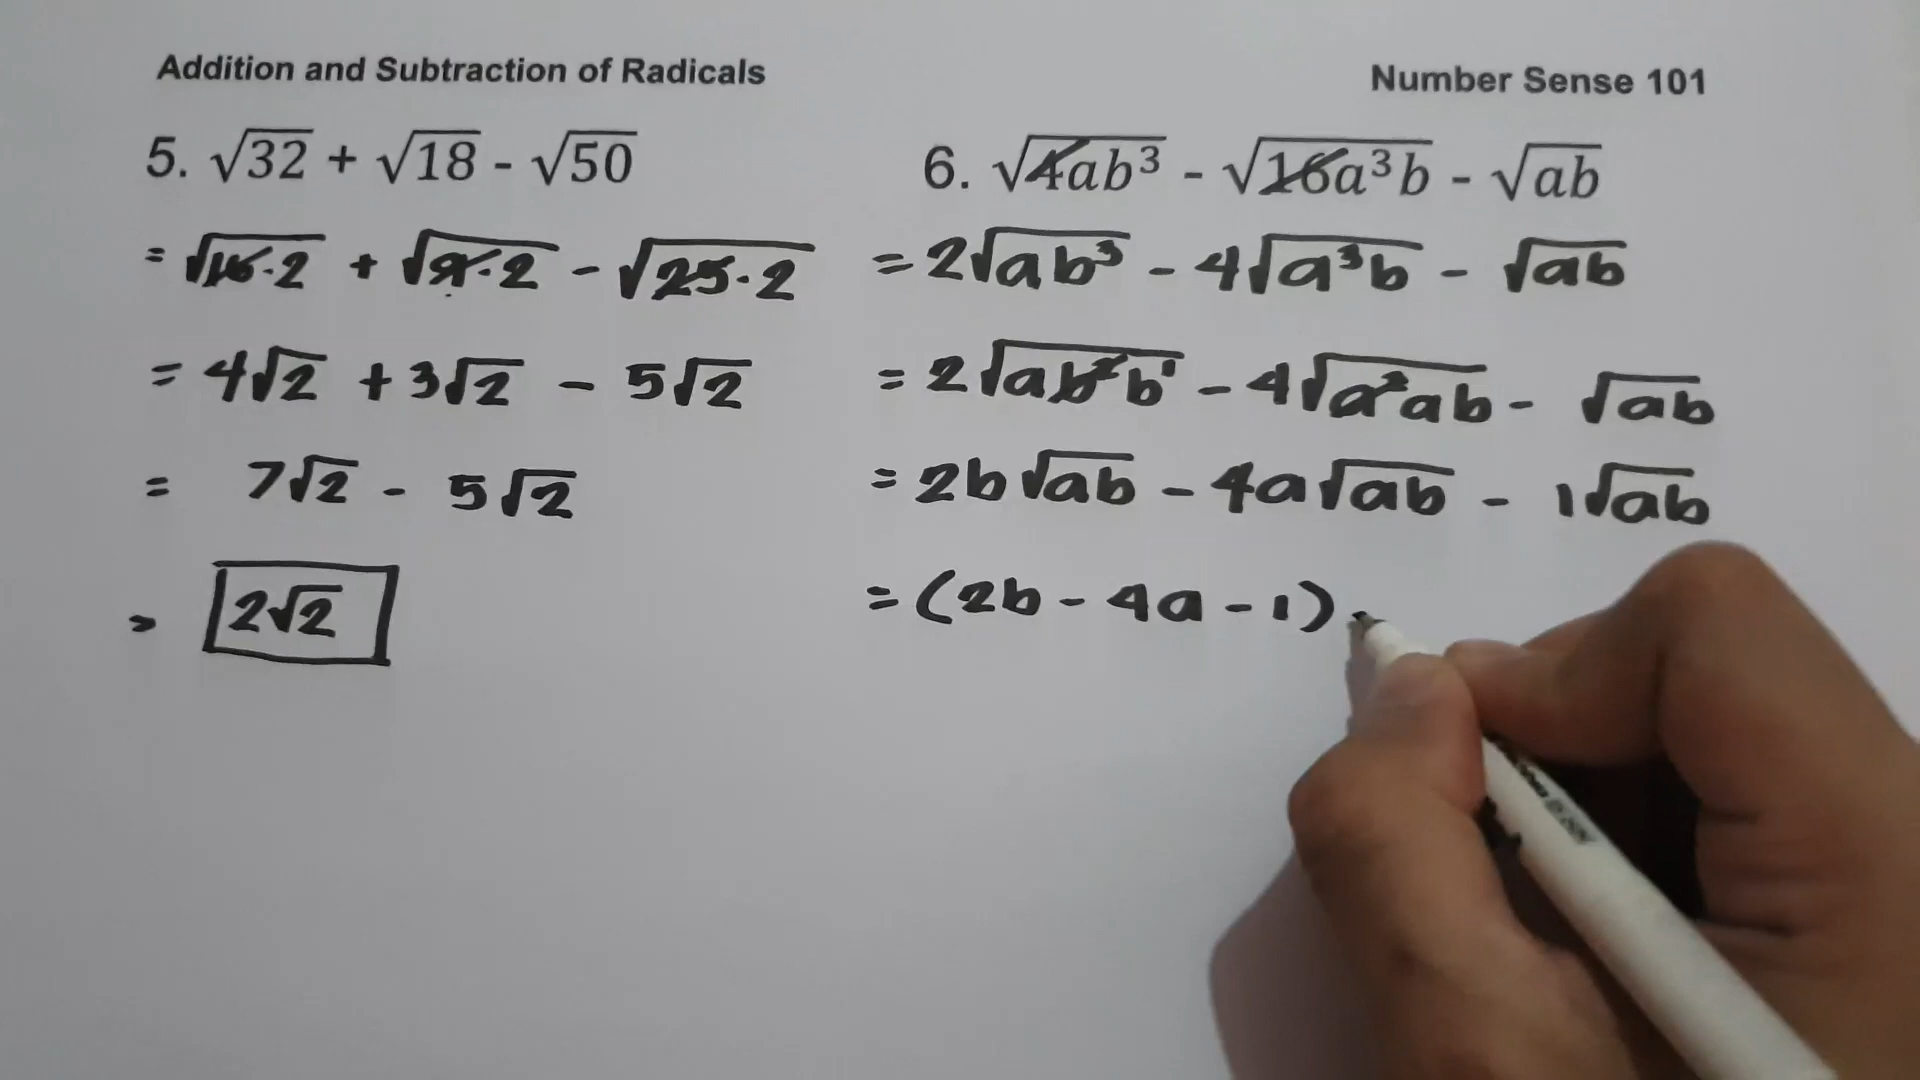 Addition and Subtraction of Radicals
Number Sense 101
5. √32 + √18 - √50
= √16·2 + √9·2 - √25·2
= 4√2 + 3√2 - 5√2
= 7√2 - 5√2
= 2√2
6. √4ab³ - √16a³b - √ab
= 2√ab³ - 4√a³b - √ab
= 2√ab²b¹ - 4√a²ab - √ab
= 2b√ab - 4a√ab - 1√ab
= (2b - 4a - 1)